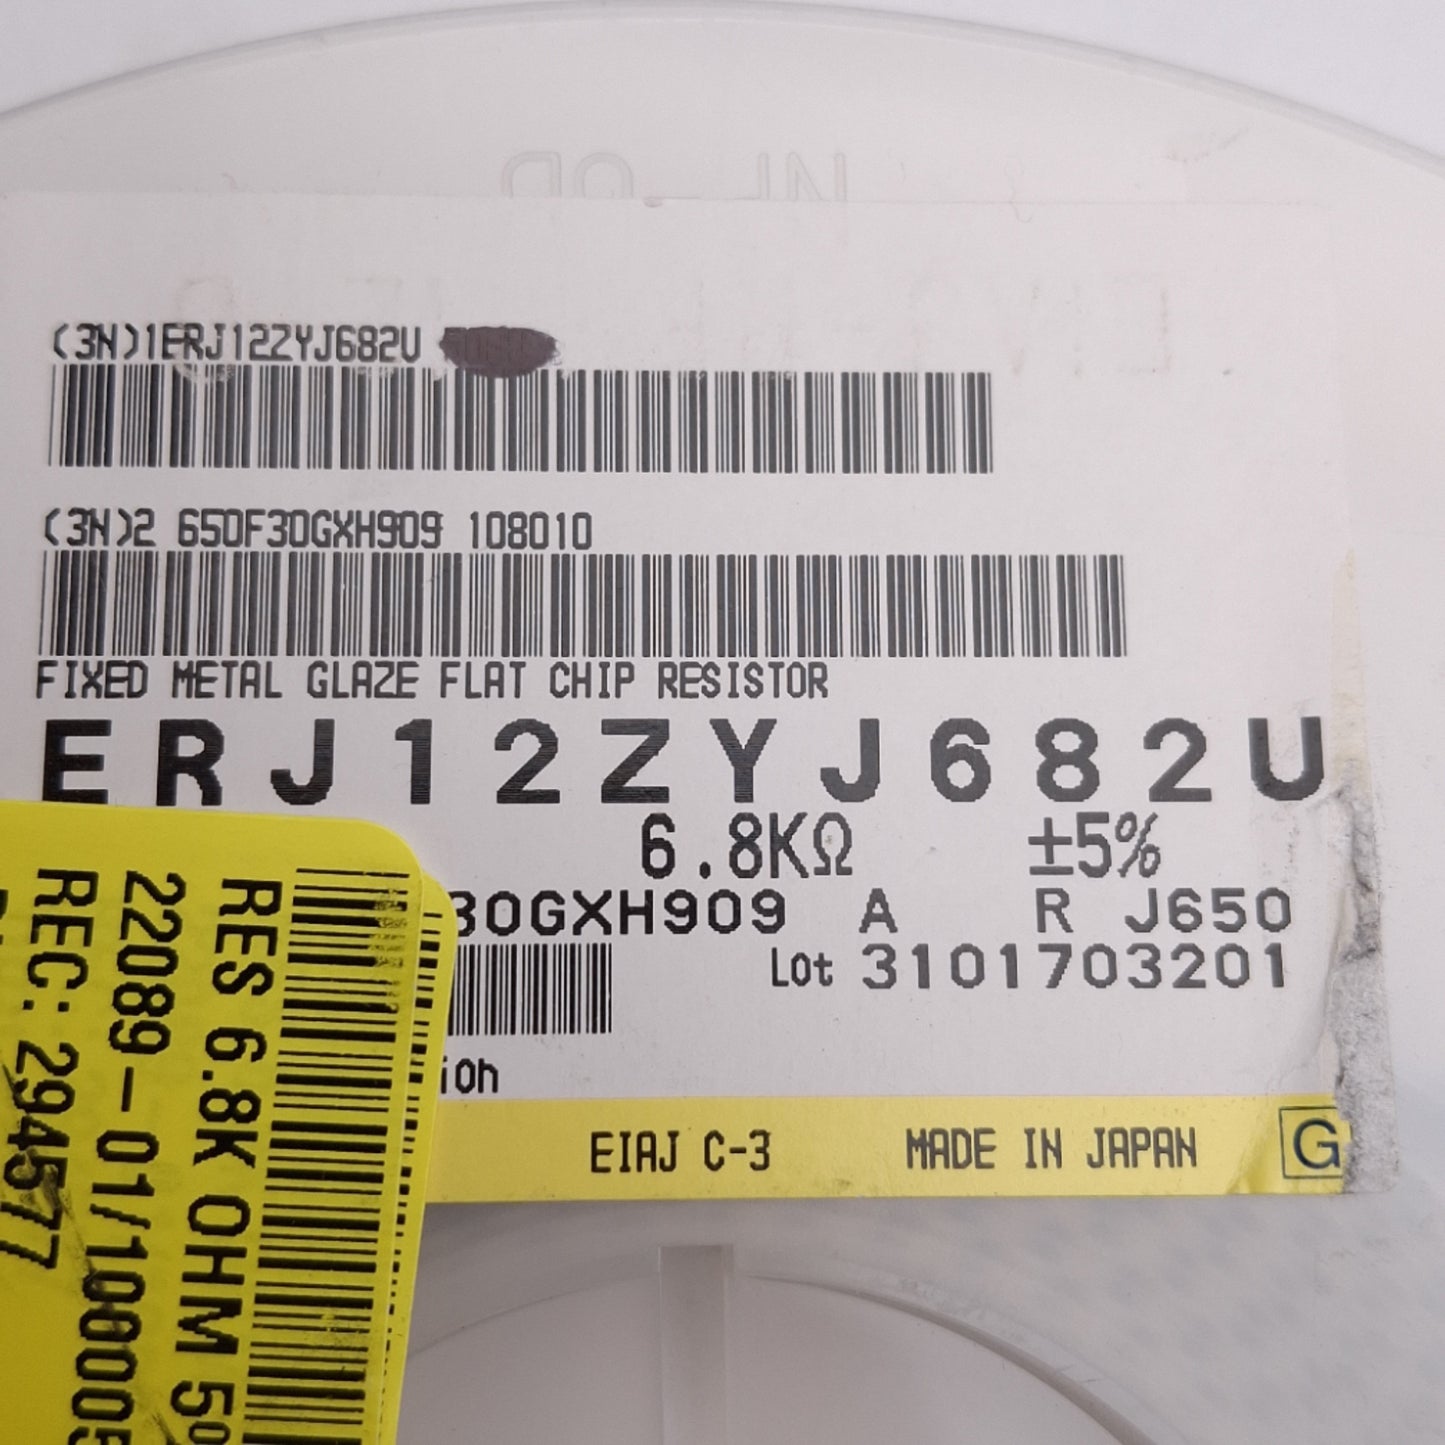 (3N)1ERJ12ZYJ682U
(3N)2 650F30GXH909 108010
FIXED METAL GLAZE FLAT CHIP RESISTOR
ERJ12ZYJ682U
6.8KΩ ±5%
30GXH909 A R J650
Lot 3101703201
EIAJ C-3 MADE IN JAPAN G
RES 6.8K OHM
22089-01/100005
REC: 294577